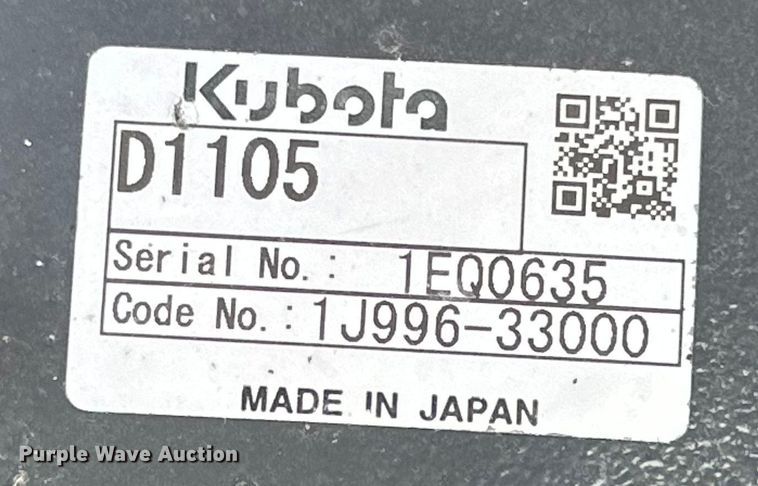 Kubota
D1105
Serial No.: 1EQ0635
Code No.: 1J996-33000
MADE IN JAPAN
Purple Wave Auction